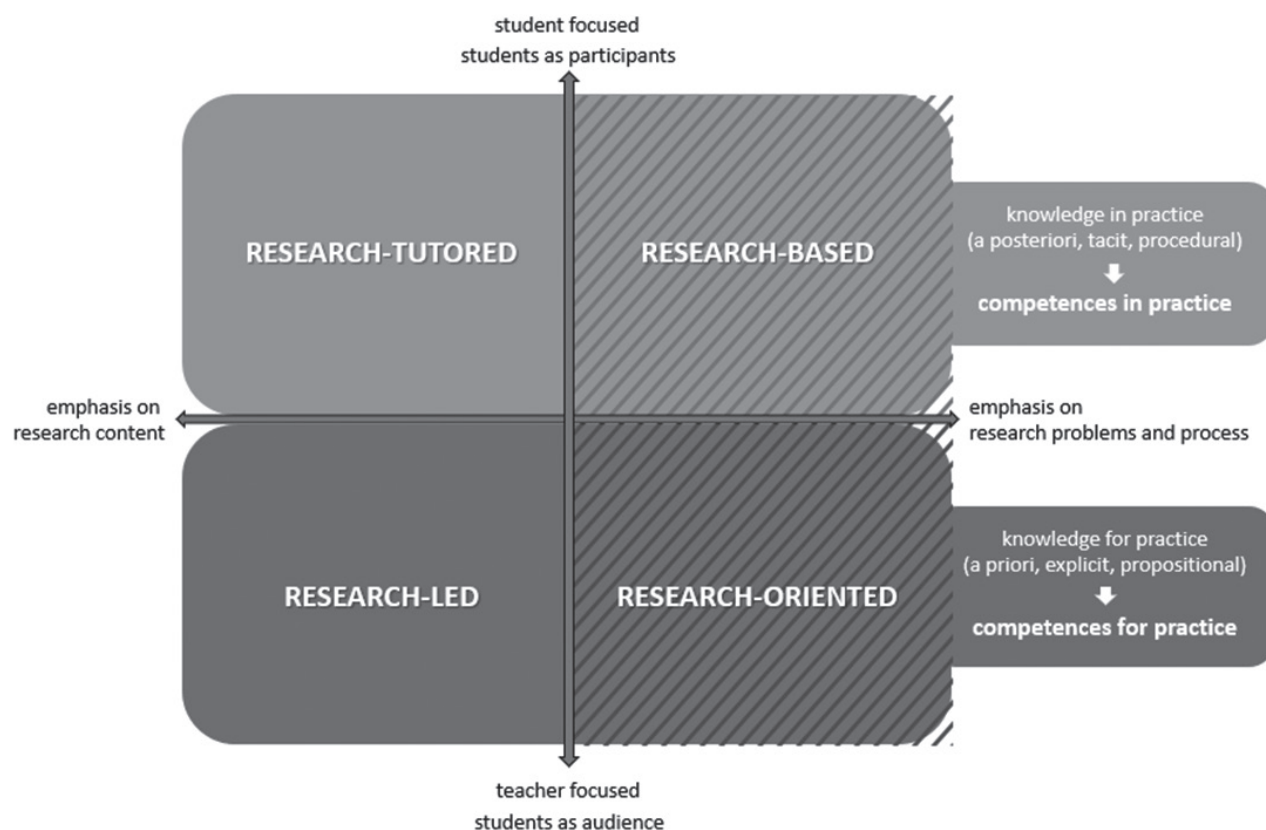 student focused
students as participants
RESEARCH-TUTORED
RESEARCH-BASED
knowledge in practice
(a posteriori, tacit, procedural)
competences in practice
emphasis on
research content
emphasis on
research problems and process
RESEARCH-LED
RESEARCH-ORIENTED
knowledge for practice
(a priori, explicit, propositional)
competences for practice
teacher focused
students as audience